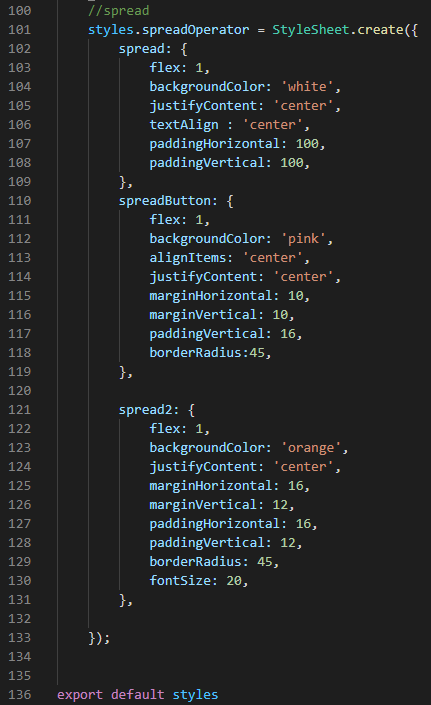 100 //spread
101 styles.spreadOperator = StyleSheet.create({
102 spread: {
103 flex: 1,
104 backgroundColor: 'white',
105 justifyContent: 'center',
106 textAlign : 'center',
107 paddingHorizontal: 100,
108 paddingVertical: 100,
109 },
110 spreadButton: {
111 flex: 1,
112 backgroundColor: 'pink',
113 alignItems: 'center',
114 justifyContent: 'center',
115 marginHorizontal: 10,
116 marginVertical: 10,
117 paddingVertical: 16,
118 borderRadius:45,
119 },
120
121 spread2: {
122 flex: 1,
123 backgroundColor: 'orange',
124 justifyContent: 'center',
125 marginHorizontal: 16,
126 marginVertical: 12,
127 paddingHorizontal: 16,
128 paddingVertical: 12,
129 borderRadius: 45,
130 fontSize: 20,
131 },
132
133 });
134
135
136 export default styles